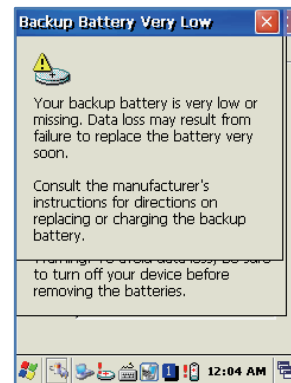 Backup Battery Very Low
Your backup battery is very low or
missing. Data loss may result from
failure to replace the battery very
soon.
Consult the manufacturer's
instructions for directions on
replacing or charging the backup
battery.
to turn off your device before
removing the batteries.
1
12:04 AM